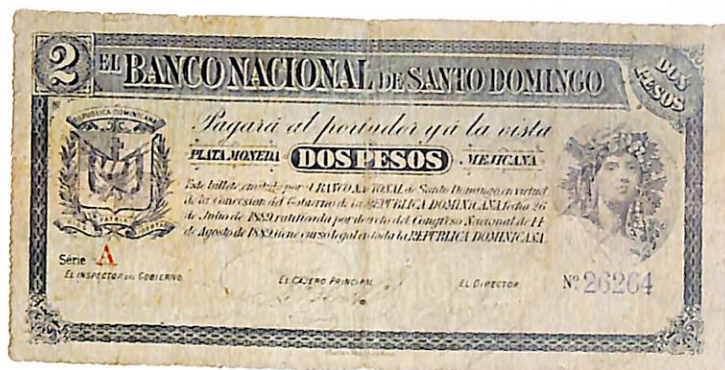 2 EL BANCO NACIONAL DE SANTO DOMINGO DOS PESOS
REPUBLICA DOMINICANA
Pagará al portador y á la vista
PLATA MONEDA DOS PESOS MEJICANA
Este billete emitido por el BANCO NACIONAL de Santo Domingo en virtud
de la Concesion del Gobierno de la REPÚBLICA DOMINICANA fecha 26
de Julio de 1889, ratificada por decreto del Congreso Nacional de 14
de Agosto de 1889, tiene curso legal en toda la REPÚBLICA DOMINICANA
Série A
EL INSPECTOR DEL GOBIERNO.
EL CAJERO PRINCIPAL
EL DIRECTOR
Nº 26264